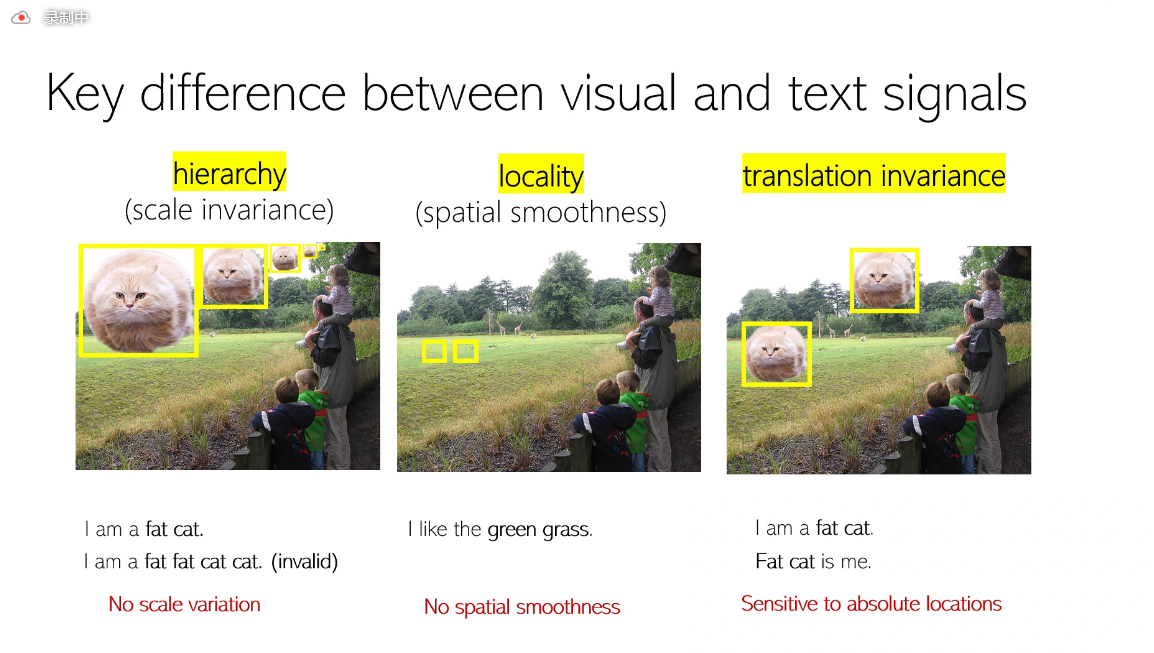 录制中
Key difference between visual and text signals
hierarchy
(scale invariance)
locality
(spatial smoothness)
translation invariance
I am a fat cat.
I am a fat fat cat cat. (invalid)
No scale variation
I like the green grass.
No spatial smoothness
I am a fat cat.
Fat cat is me.
Sensitive to absolute locations